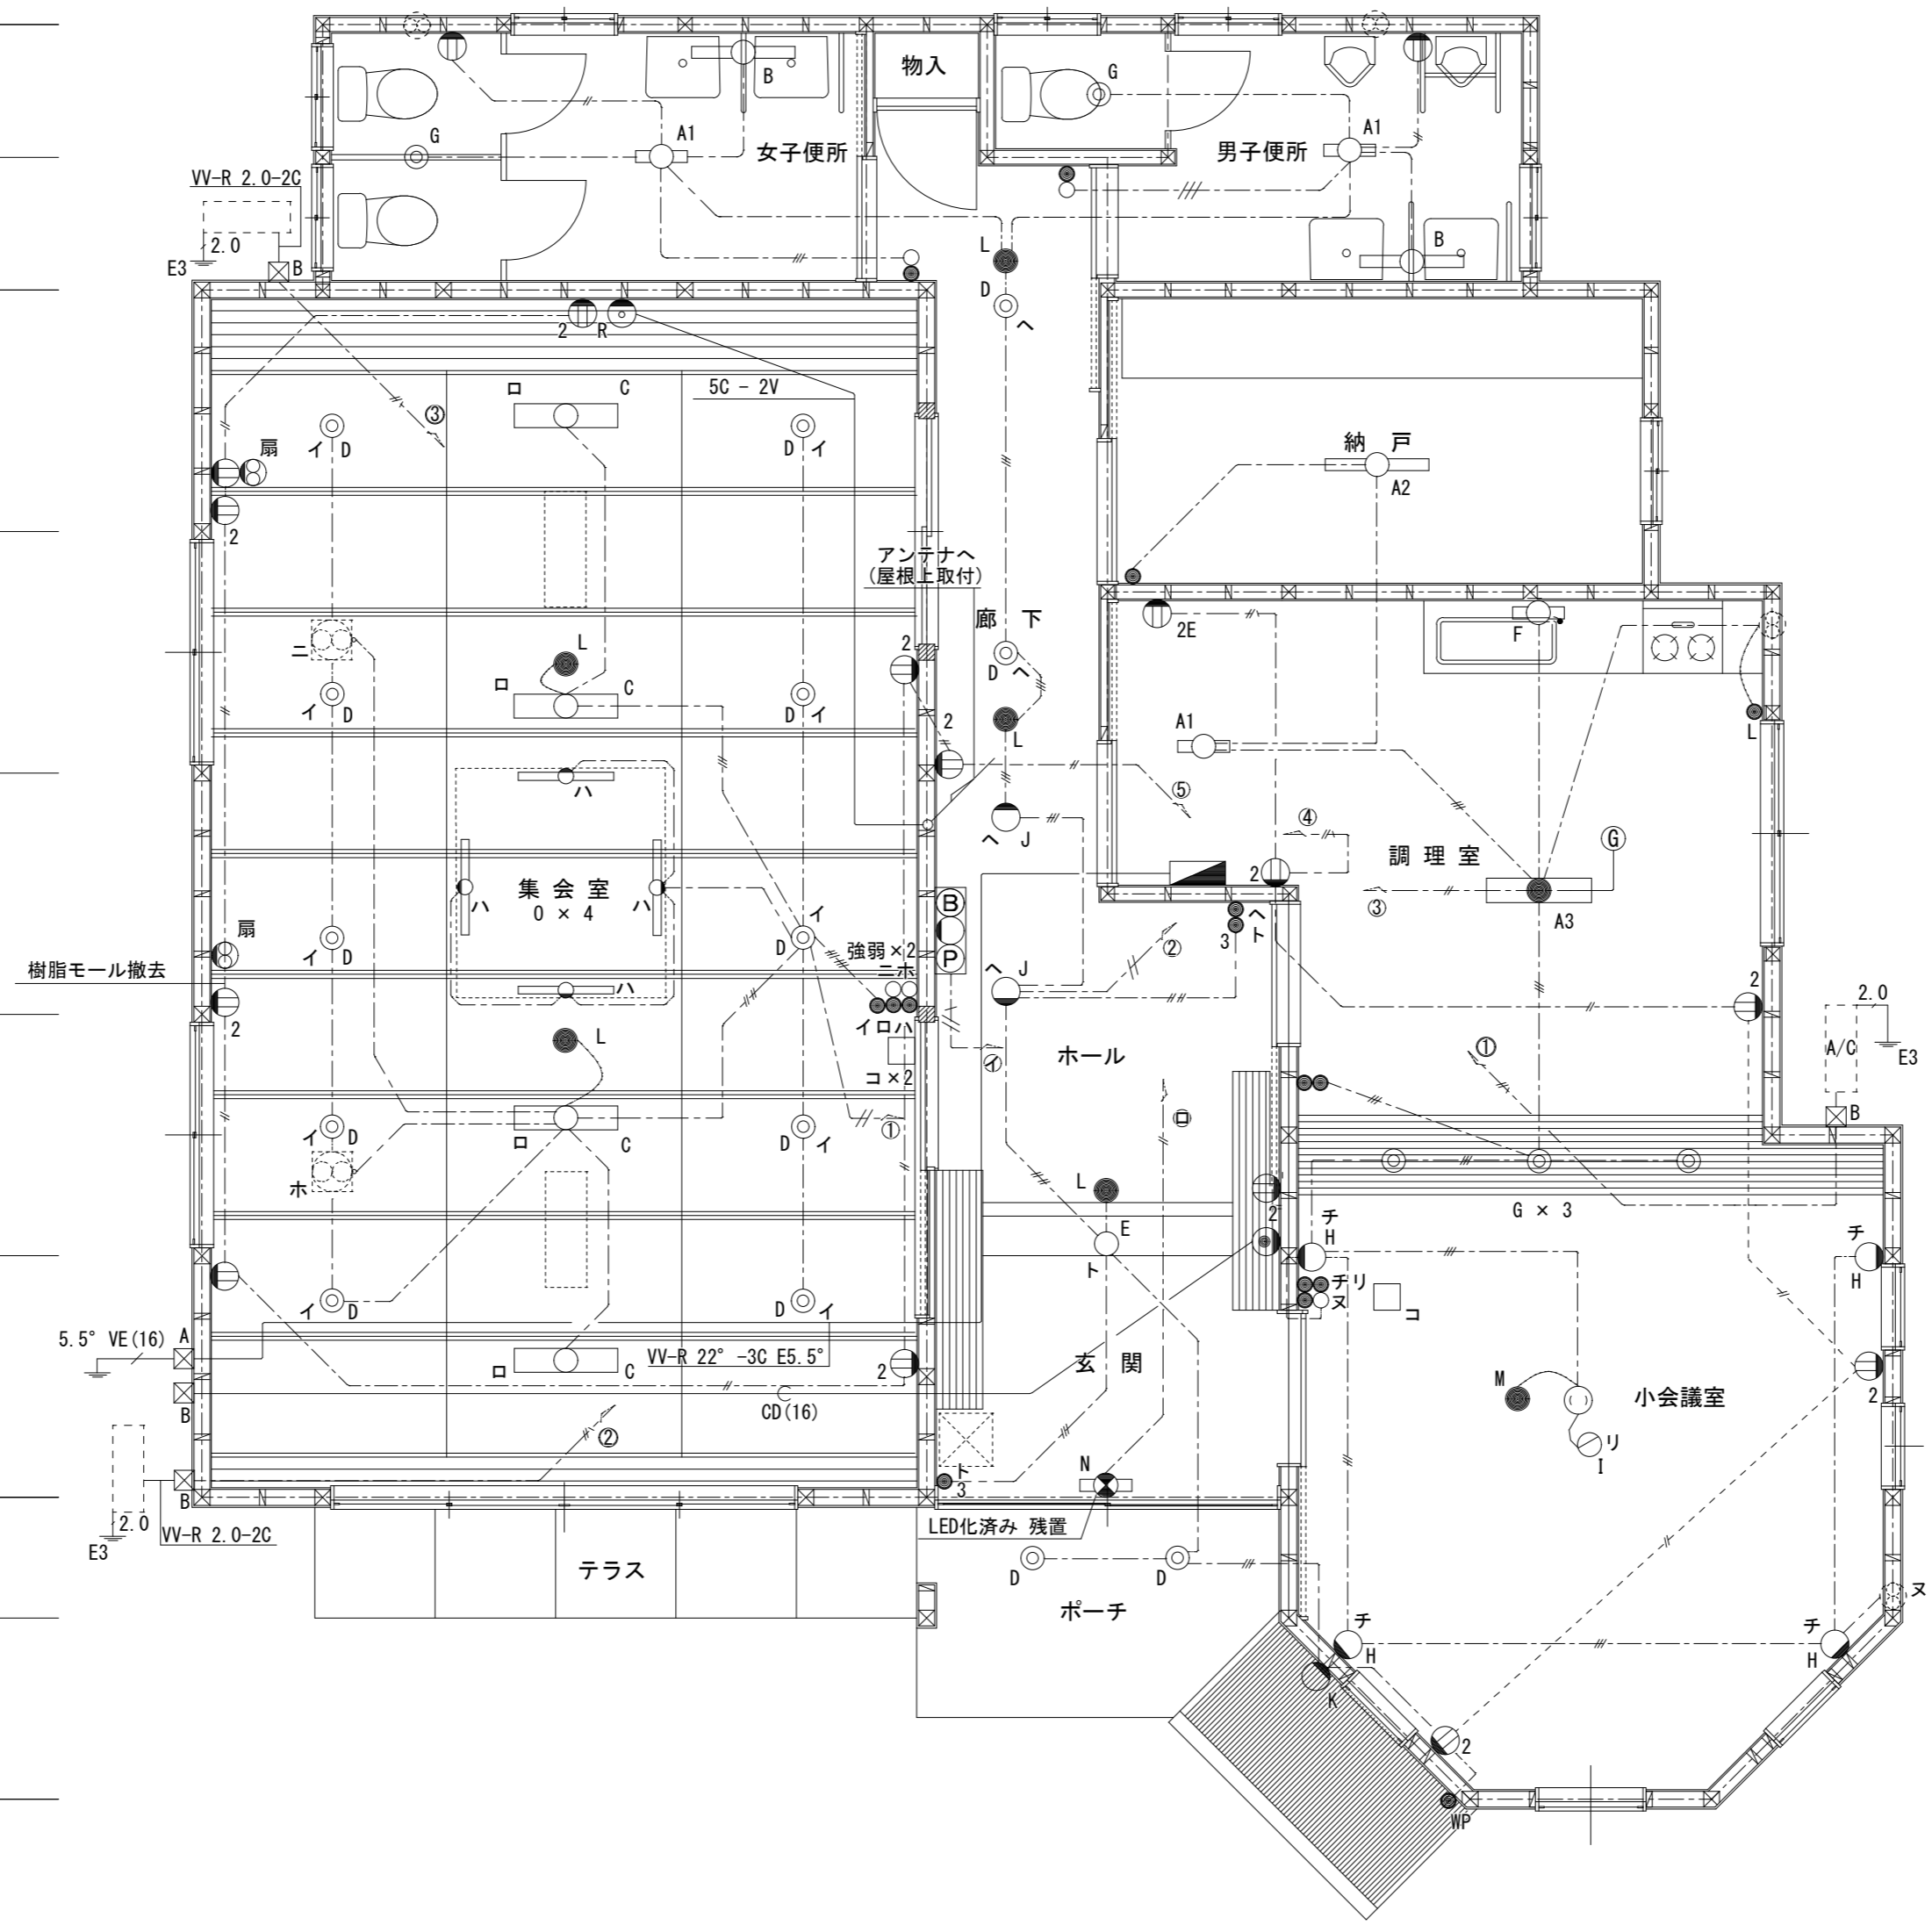 物入
G
B
A1
女子便所
G
A1
男子便所
B
VV-R 2.0-2C
2.0
E3
B
L
D
ヘ
2
R
ロ
C
5C - 2V
③
イ
D
D
イ
扇
2
納 戸
A2
アンテナへ
(屋根上取付)
廊 下
2E
F
ニ
L
2
D
ヘ
ロ
C
イ
D
D
イ
2
L
A1
L
ハ
⑤
④
ヘ
J
調 理 室
G
集 会 室
0 × 4
ハ
ハ
2
③
A3
B
P
ヘ
ト
3
②
扇
イ
D
イ
D
強弱×2
ニホ
樹脂モール撤去
ハ
ヘ
J
2
2
2.0
イロハ
L
コ×2
イ
ホール
①
A/C
E3
B
ロ
C
イ
D
D
イ
①
ロ
ホ
L
E
ト
2
G × 3
チ
H
チ
H
チリ
ヌ
コ
イ
D
D
イ
5.5° VE(16)
A
VV-R 22° -3C E5.5°
玄 関
ロ
C
2
B
CD(16)
M
小会議室
2
リ
I
②
B
ト
3
N
2.0
E3
VV-R 2.0-2C
LED化済み 残置
テラス
D
D
ポーチ
ヌ
チ
H
チ
H
K
2
WP